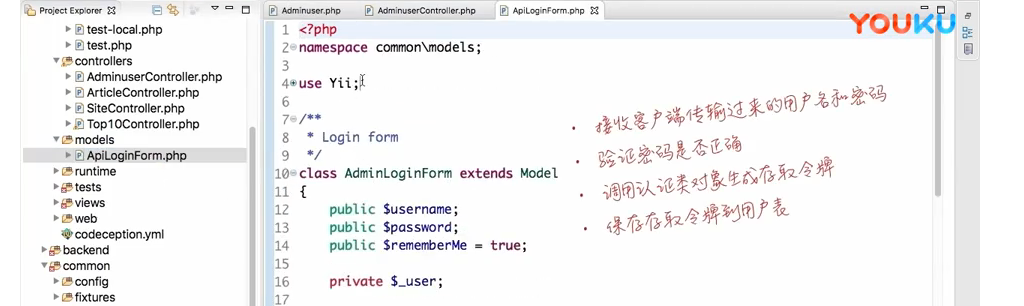 Project Explorer
Adminuser.php
AdminuserController.php
ApiLoginForm.php
YOUKU
test-local.php
test.php
controllers
AdminuserController.php
ArticleController.php
SiteController.php
Top10Controller.php
models
ApiLoginForm.php
runtime
tests
views
web
codeception.yml
backend
common
config
fixtures
1 <?php
2 namespace common\models;
3
4 use Yii;
6
7 /**
8 * Login form
9 */
10 class AdminLoginForm extends Model
11 {
12 public $username;
13 public $password;
14 public $rememberMe = true;
15
16 private $_user;
17
· 接收客户端传输过来的用户名和密码
· 验证密码是否正确
· 调用认证类对象生成存取令牌
· 保存存取令牌到用户表